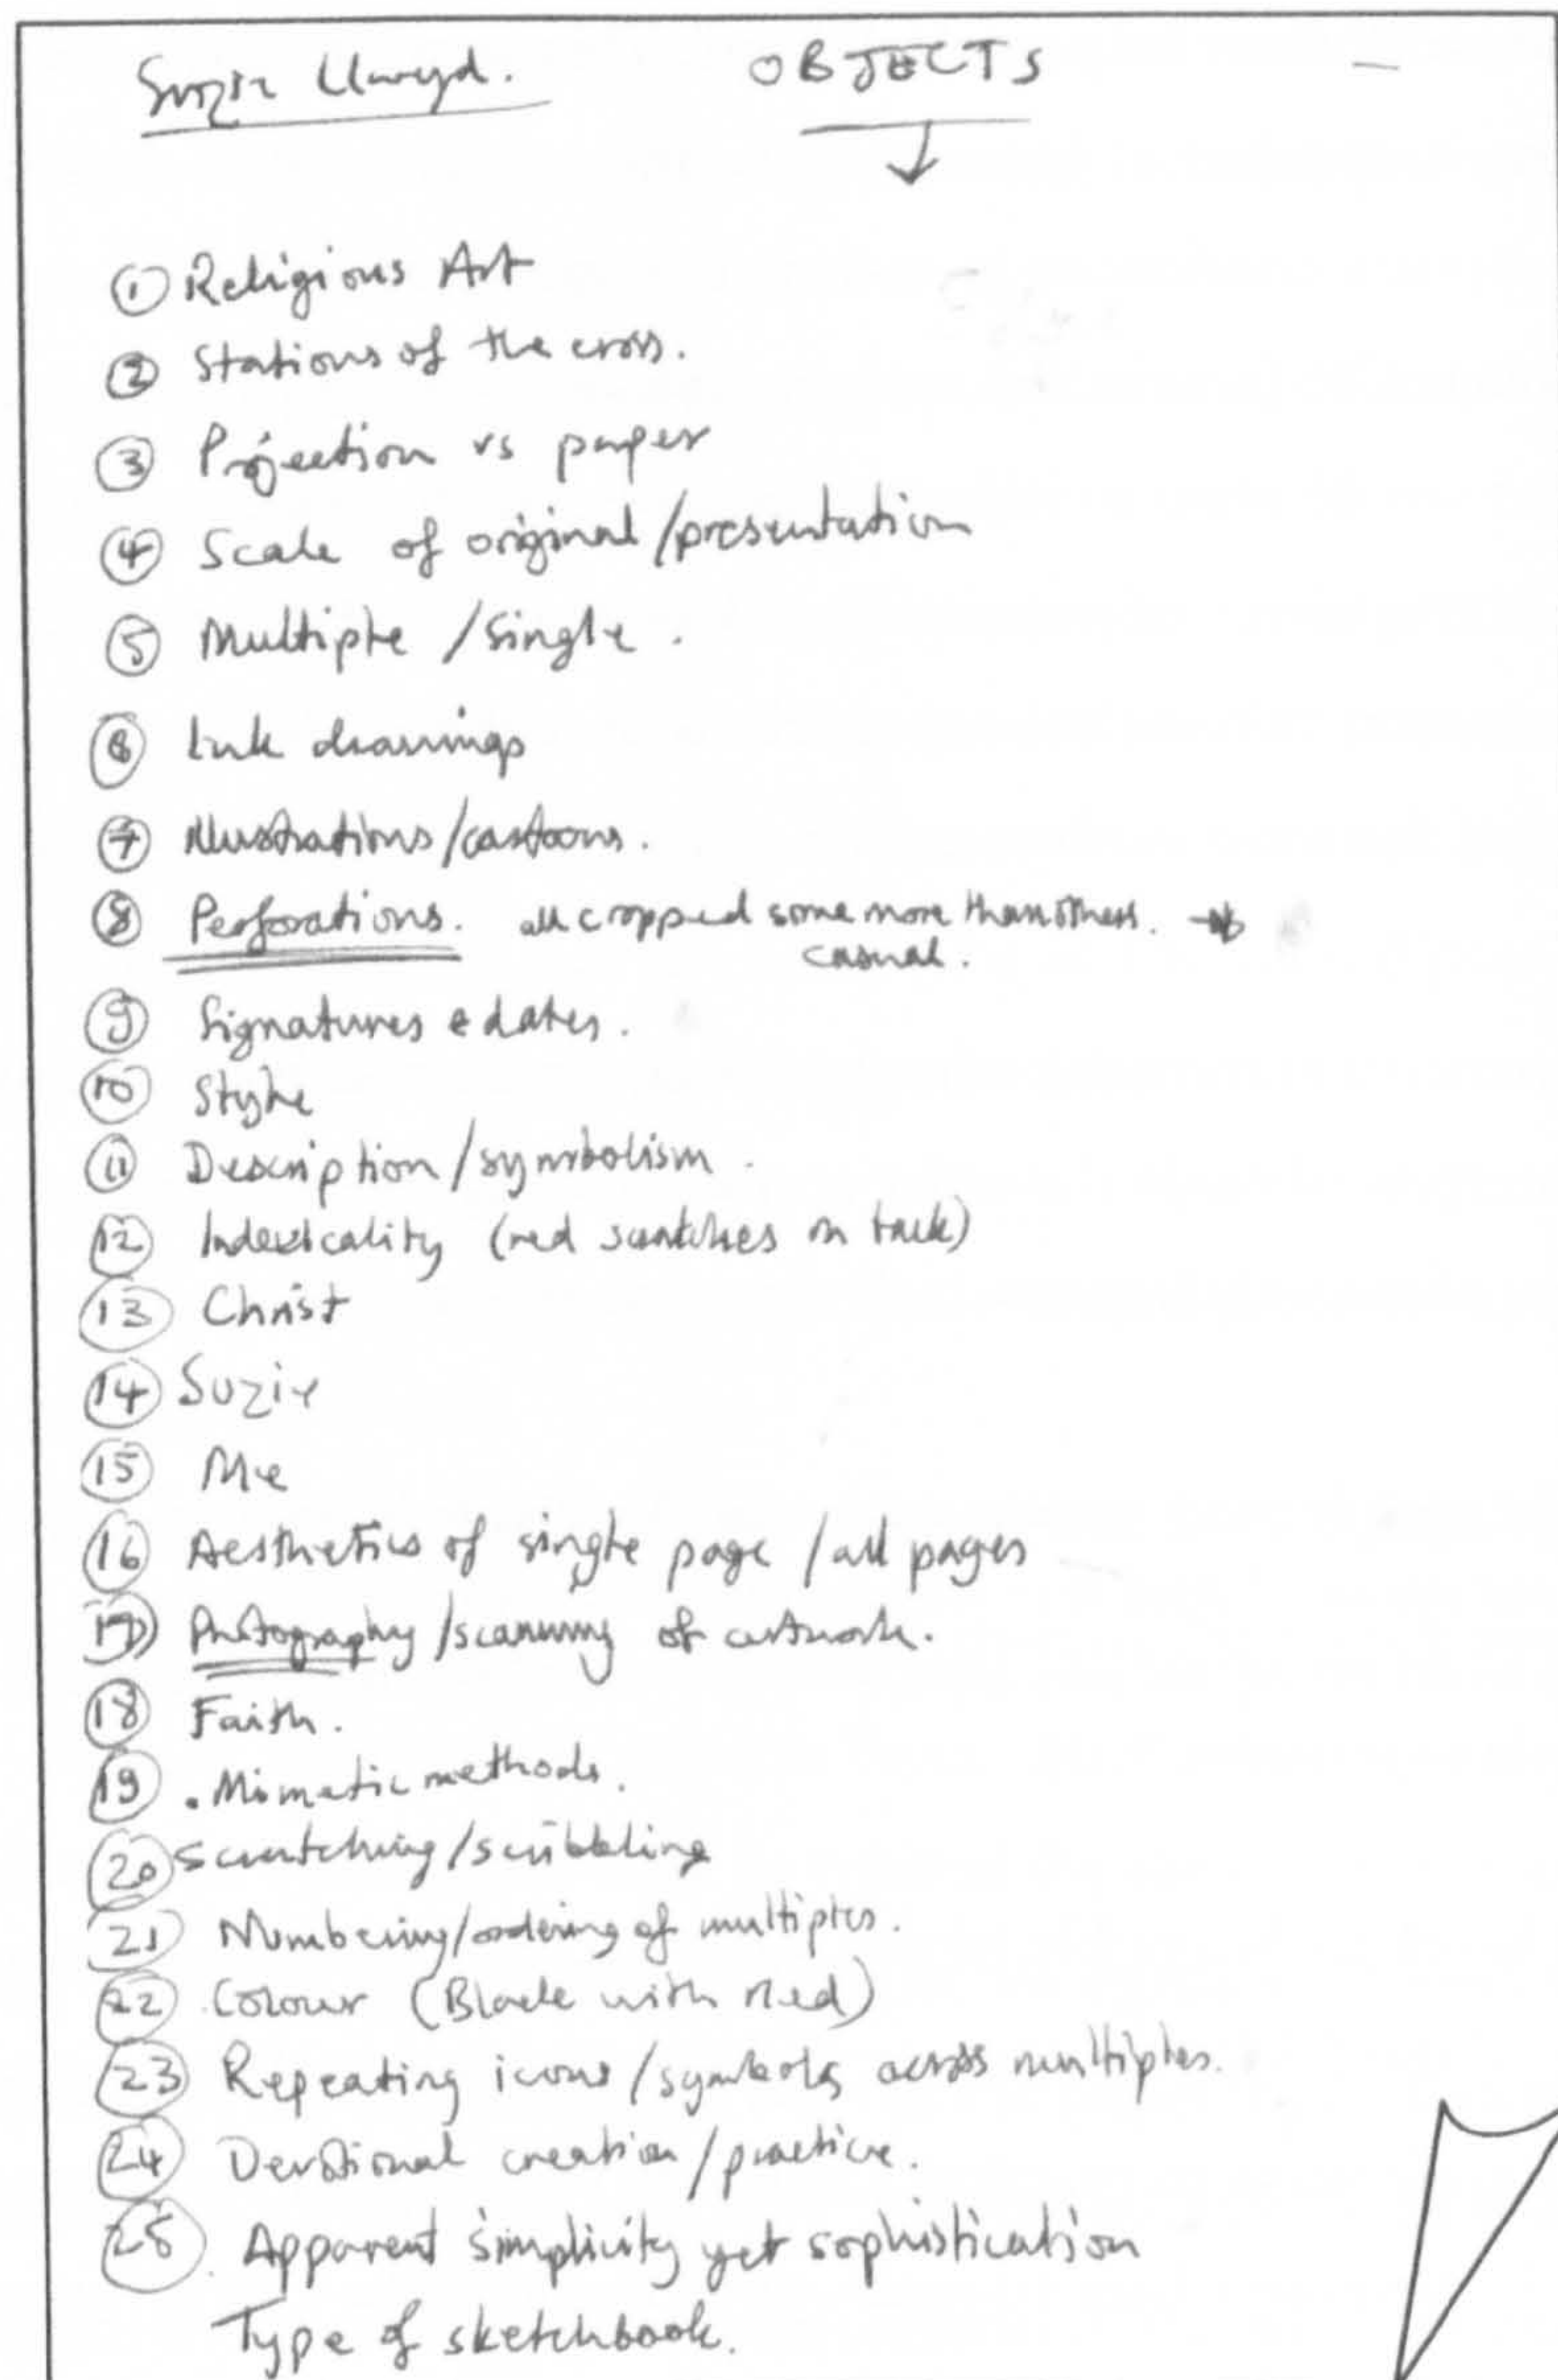 Suzie Llwyd. OBJECTS
① Religious Art
② Stations of the cross.
③ Projection vs paper
④ Scale of original/presentation
⑤ Multiple/single.
⑥ Ink drawings
⑦ Illustrations/cartoons.
⑧ Perforations. all cropped some more than others. →
casual.
⑨ Signatures & dates.
⑩ Style
⑪ Description/symbolism.
⑫ Indexicality (red scratches on back)
⑬ Christ
⑭ Suzie
⑮ Me
⑯ Aesthetics of single page/all pages
⑰ Photography/scanning of artwork.
⑱ Faith.
⑲ . Mimetic methods.
⑳ Scratching/scribbling
㉑ Numbering/ordering of multiples.
㉒ Colour (Black with Red)
㉓ Repeating icons/symbols across multiples.
㉔ Devotional creation/practice.
㉕ Apparent simplicity yet sophistication
Type of sketchbook.